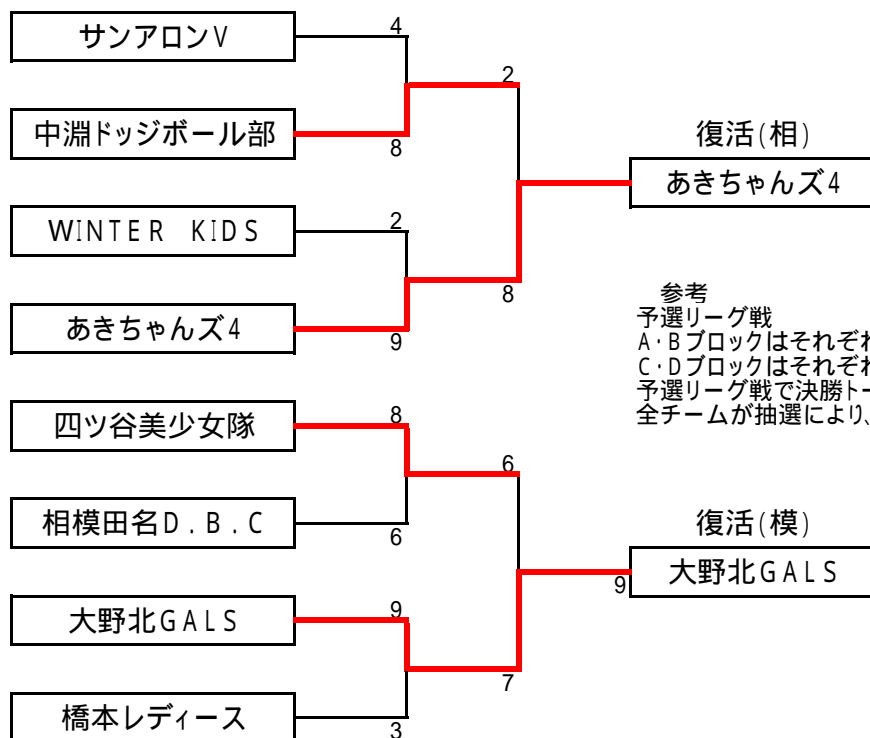 サンアロンV
4
2
中淵ドッジボール部
8
復活(相)
あきちゃんズ4
WINTER KIDS
2
8
あきちゃんズ4
9
参考
予選リーグ戦
A・Bブロックはそれぞれ
C・Dブロックはそれぞれ
予選リーグ戦で決勝トー
全チームが抽選により、
四ツ谷美少女隊
8
6
相模田名D.B.C
6
復活(模)
大野北GALS
9
大野北GALS
9
7
橋本レディース
3